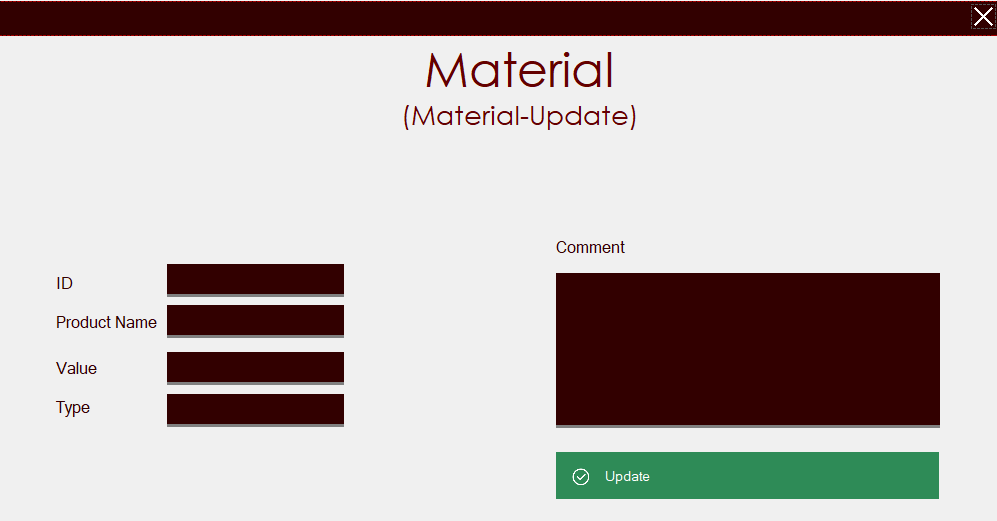 Material
(Material-Update)
ID
Product Name
Value
Type
Comment
Update